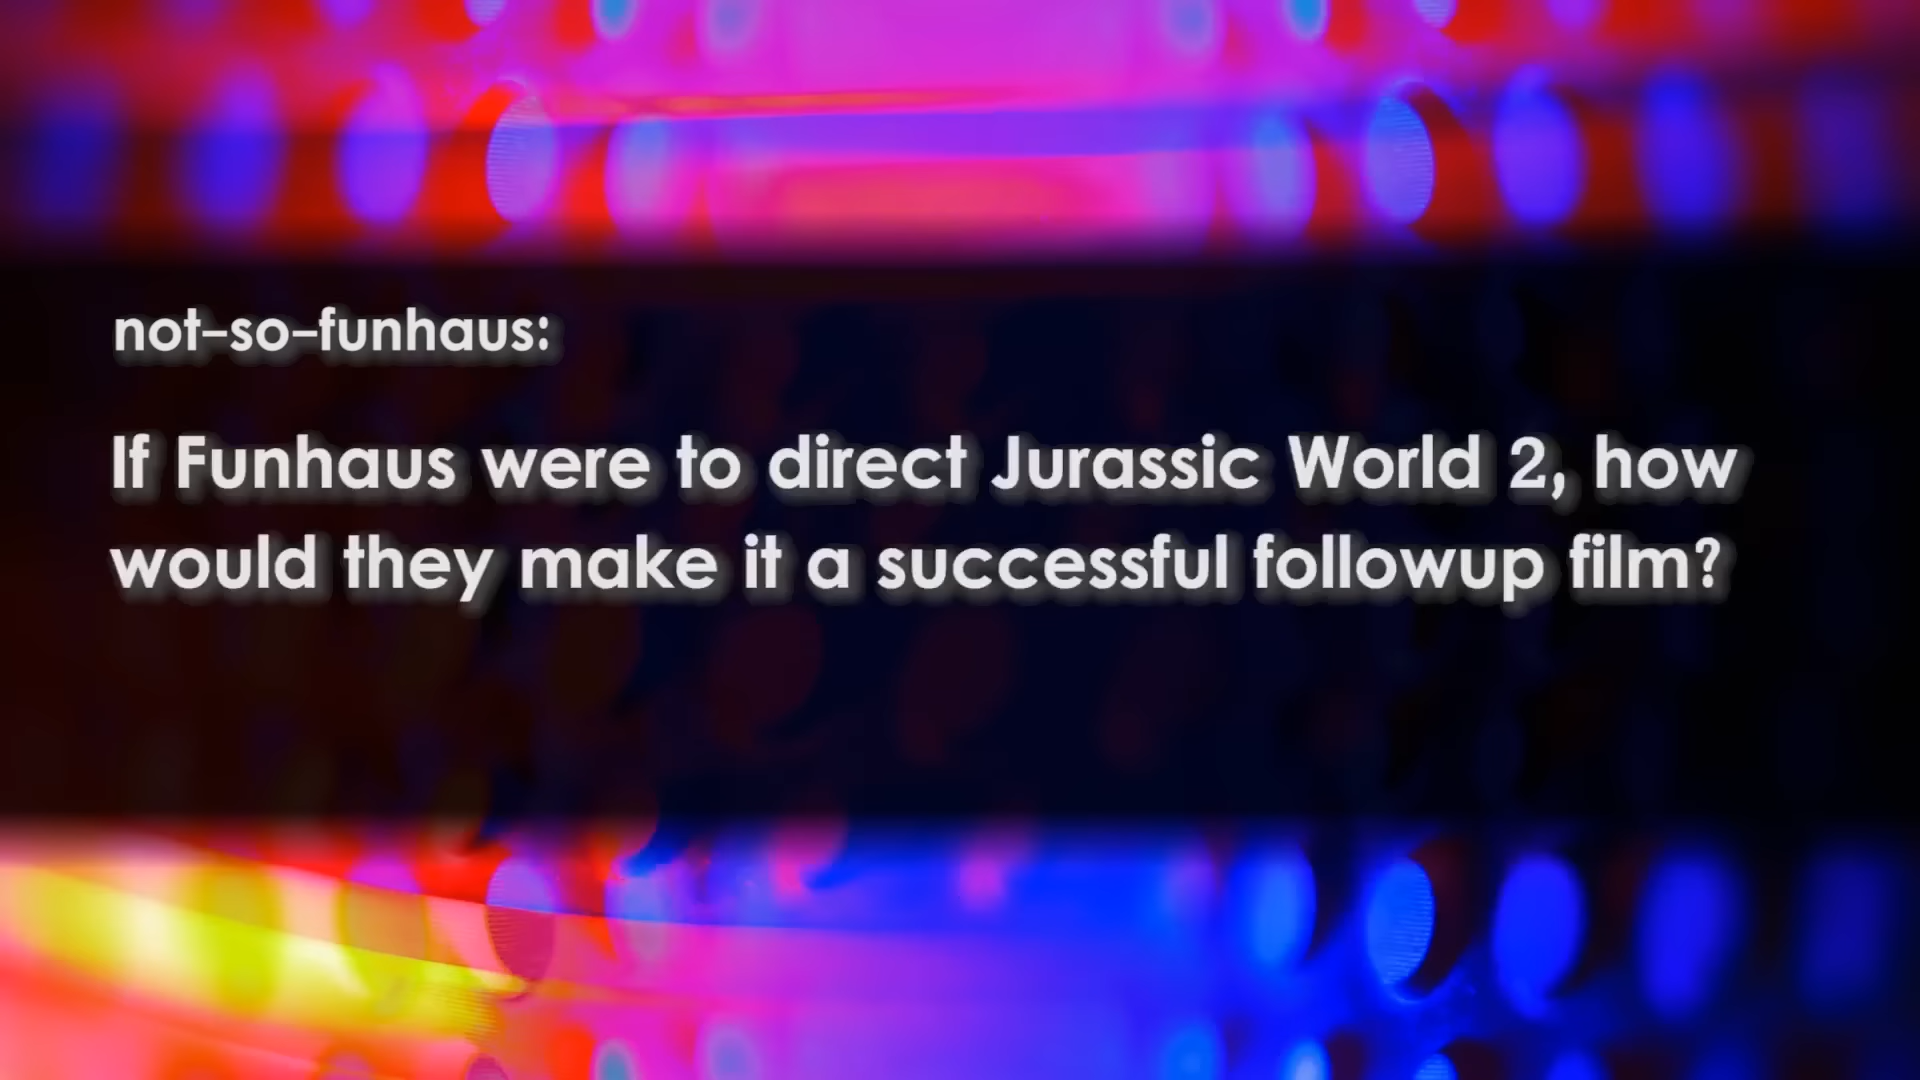 not-so-funhaus:
If Funhaus were to direct Jurassic World 2, how
would they make it a successful followup film?